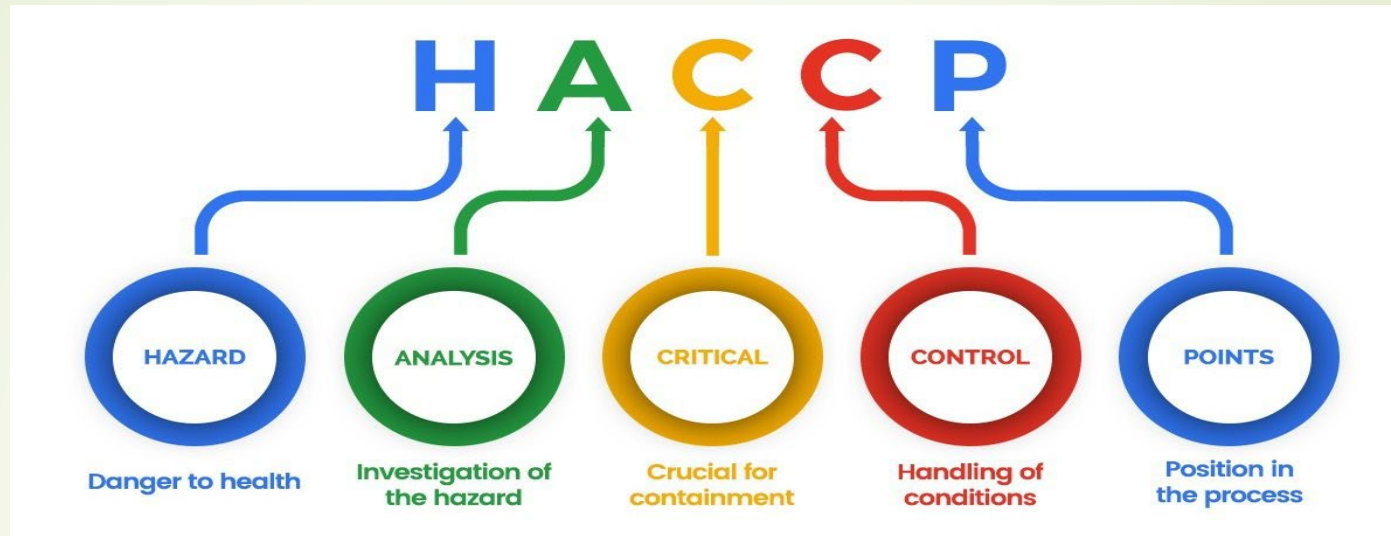 HACCP
HAZARD
ANALYSIS
CRITICAL
CONTROL
POINTS
Danger to health
Investigation of
the hazard
Crucial for
containment
Handling of
conditions
Position in
the process